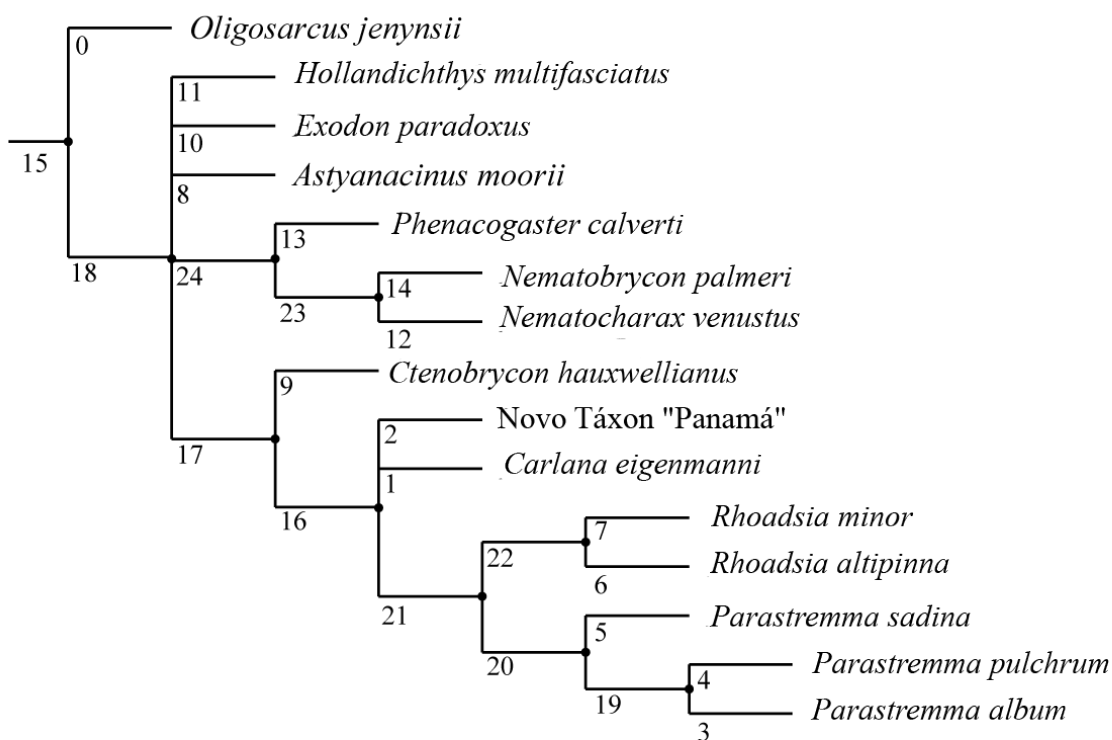 Oligosarcus jenynsii
0
Hollandichthys multifasciatus
11
Exodon paradoxus
10
15
Astyanacinus moorii
8
Phenacogaster calverti
13
18
24
Nematobrycon palmeri
14
23
Nematocharax venustus
12
Ctenobrycon hauxwellianus
9
Novo Táxon "Panamá"
2
17
Carlana eigenmanni
1
16
Rhoadsia minor
7
22
Rhoadsia altipinna
6
21
Parastremma sadina
5
20
Parastremma pulchrum
4
19
Parastremma album
3